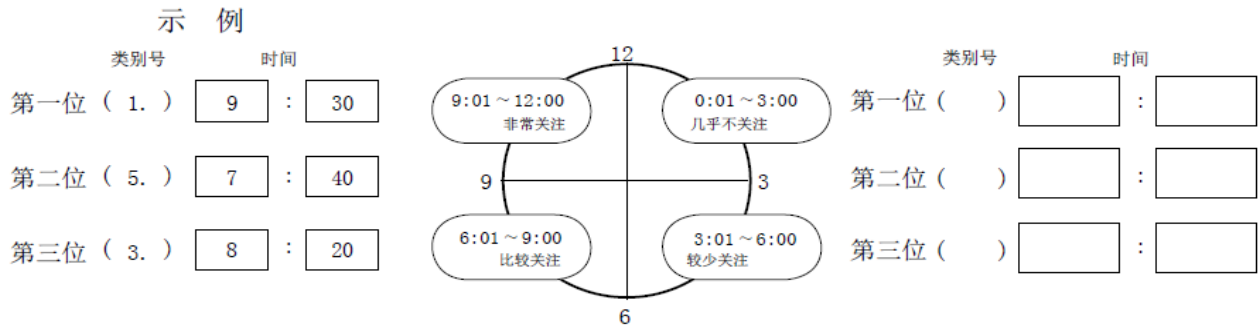 示 例
类别号 时间
第一位 ( 1. ) 9 : 30
第二位 ( 5. ) 7 : 40
第三位 ( 3. ) 8 : 20
12
9:01～12:00
非常关注
0:01～3:00
几乎不关注
9
3
6:01～9:00
比较关注
3:01～6:00
较少关注
6
类别号 时间
第一位 ( ) :
第二位 ( ) :
第三位 ( ) :